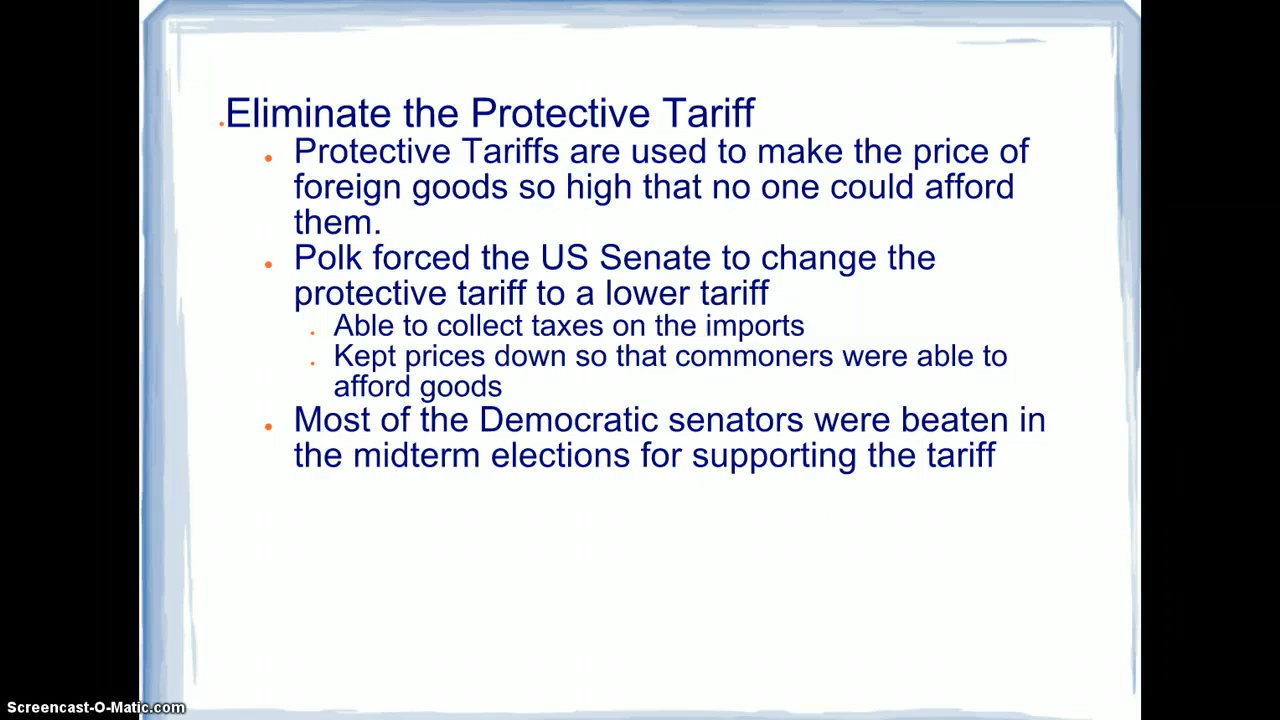 Eliminate the Protective Tariff
Protective Tariffs are used to make the price of
foreign goods so high that no one could afford
them.
Polk forced the US Senate to change the
protective tariff to a lower tariff
Able to collect taxes on the imports
Kept prices down so that commoners were able to
afford goods
Most of the Democratic senators were beaten in
the midterm elections for supporting the tariff
Screencast-O-Matic.com